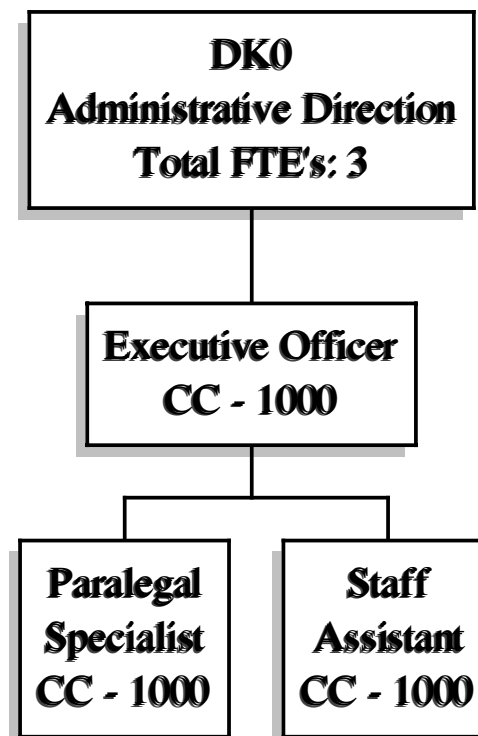 DK0
Administrative Direction
Total FTE's: 3
Executive Officer
CC - 1000
Paralegal
Specialist
CC - 1000
Staff
Assistant
CC - 1000